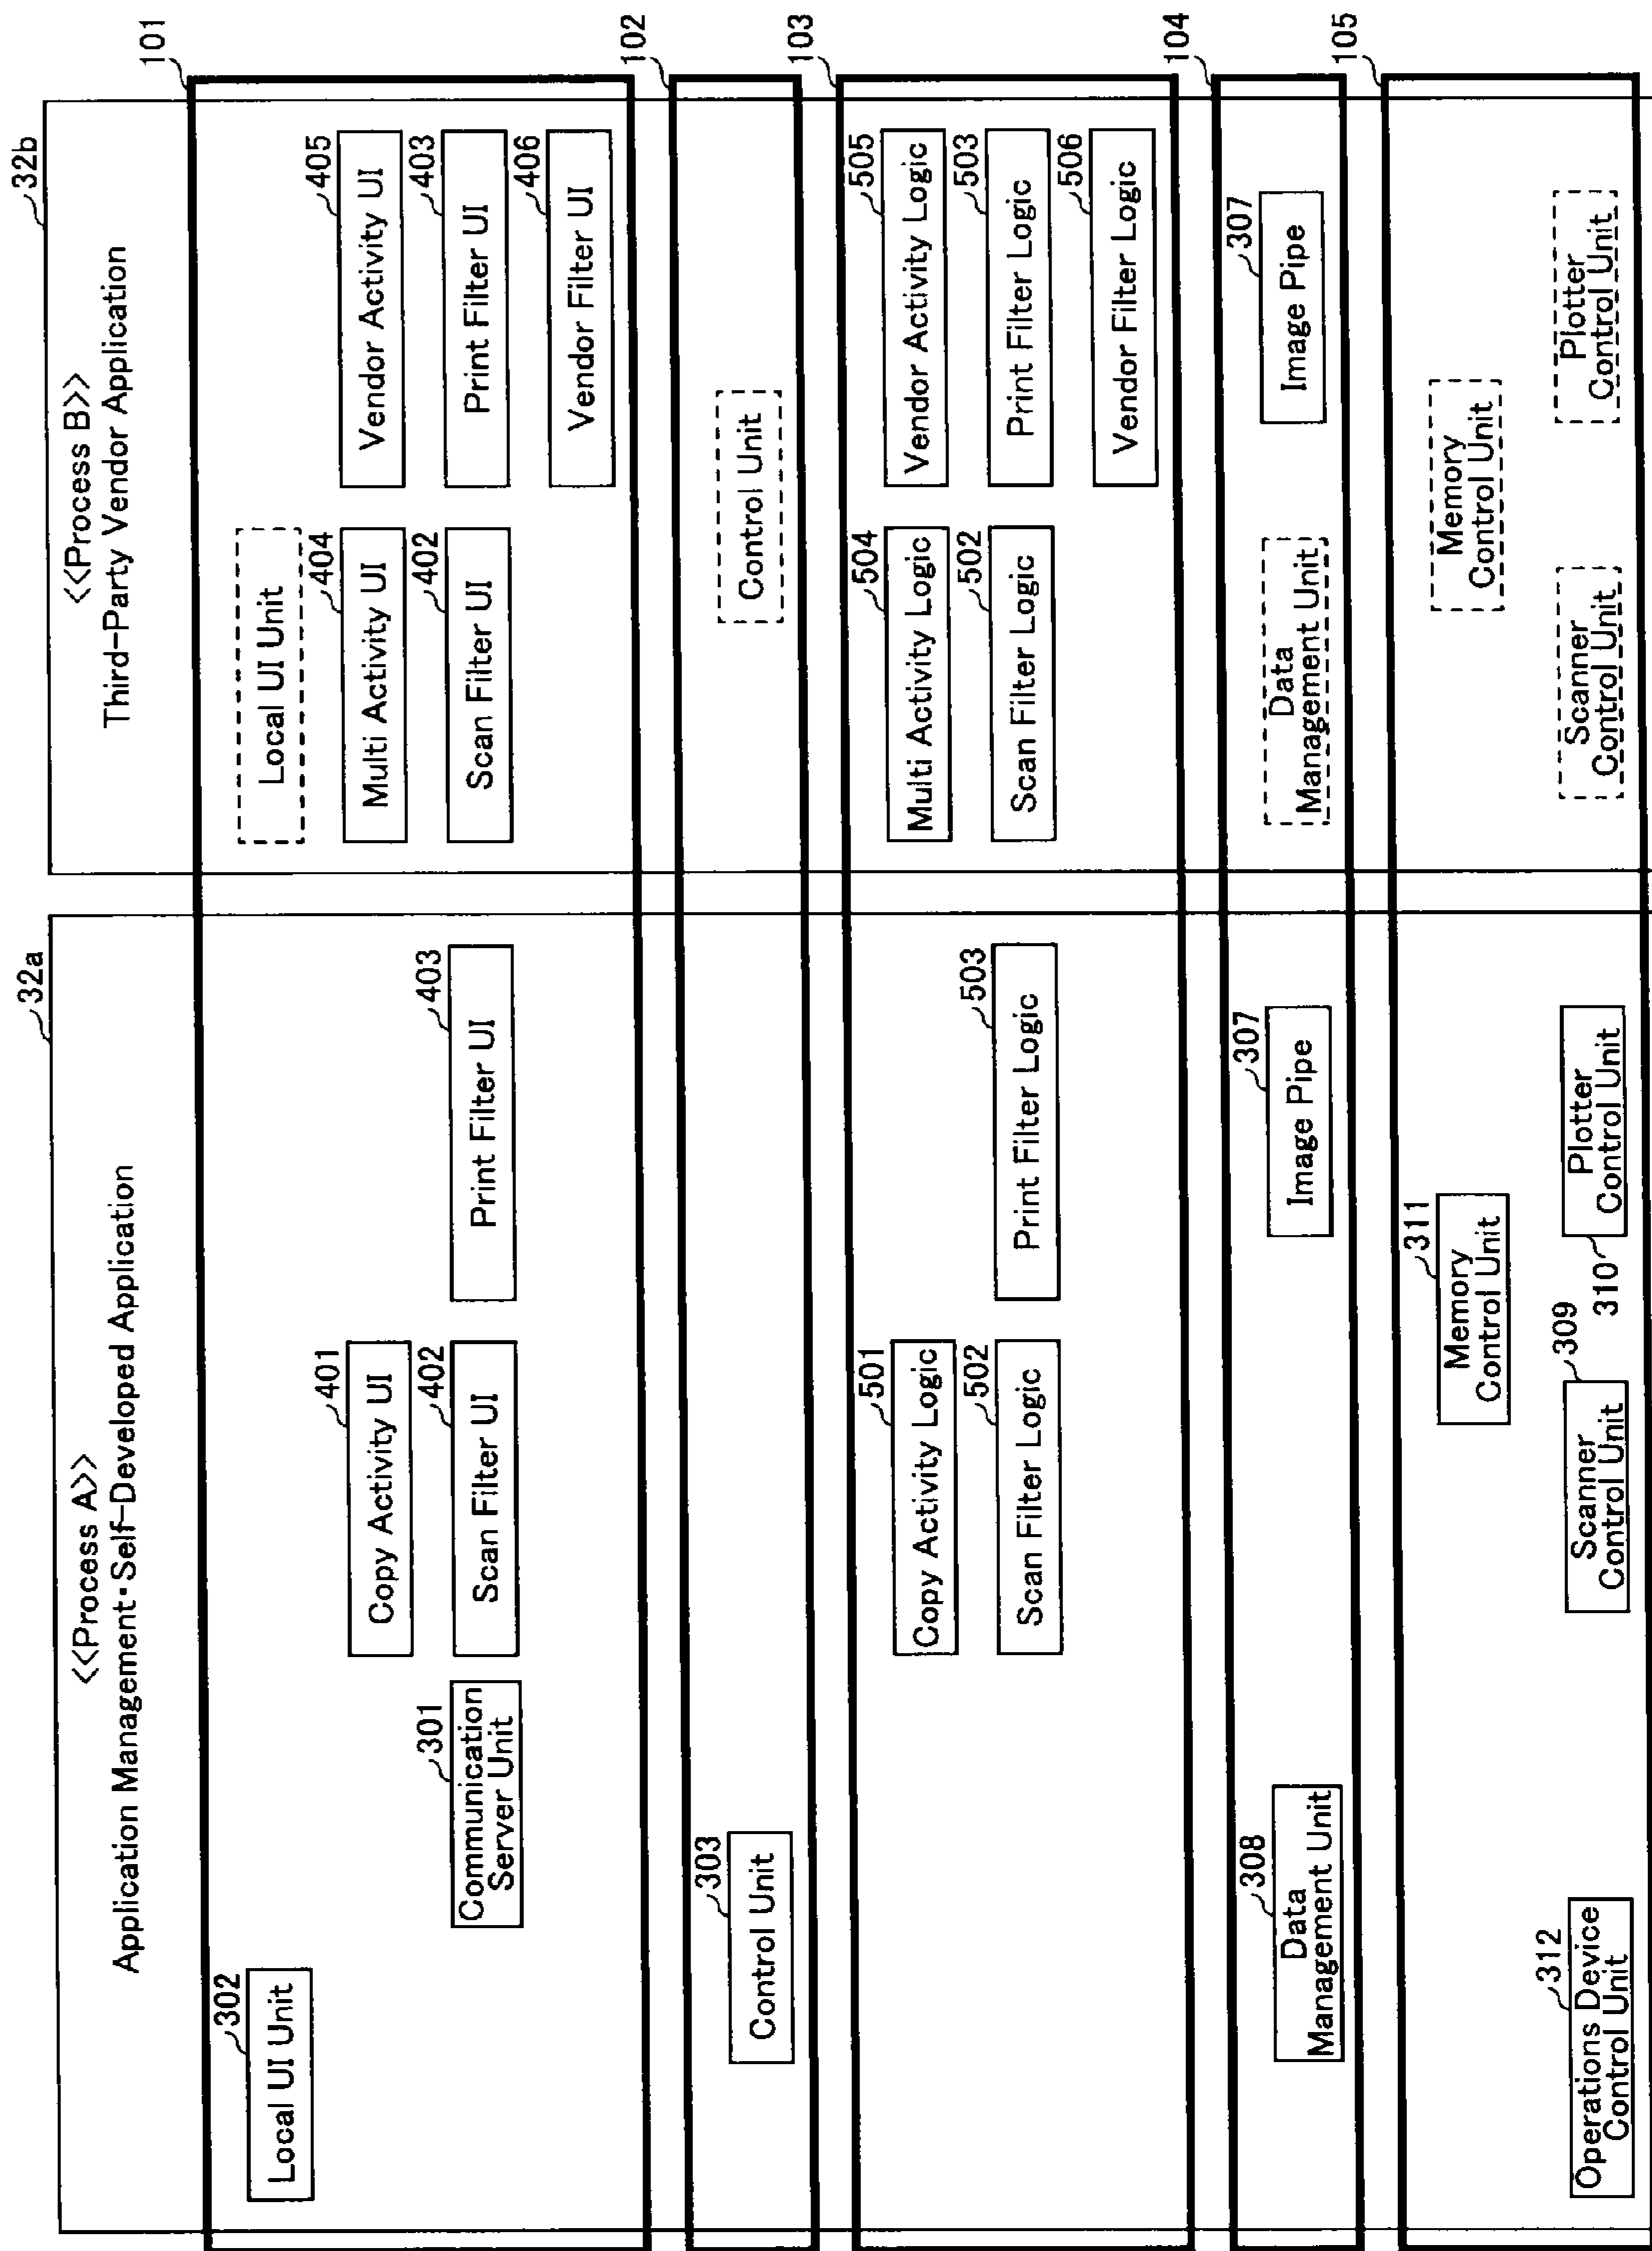 32a
<<Process A>>
Application Management・Self-Developed Application
32b
<<Process B>>
Third-Party Vendor Application
101
302
Local UI Unit
301
Communication
Server Unit
401
Copy Activity UI
402
Scan Filter UI
403
Print Filter UI
Local UI Unit
404
Multi Activity UI
402
Scan Filter UI
405
Vendor Activity UI
403
Print Filter UI
406
Vendor Filter UI
102
303
Control Unit
Control Unit
103
501
Copy Activity Logic
502
Scan Filter Logic
503
Print Filter Logic
504
Multi Activity Logic
502
Scan Filter Logic
505
Vendor Activity Logic
503
Print Filter Logic
506
Vendor Filter Logic
104
308
Data
Management Unit
307
Image Pipe
Data
Management Unit
307
Image Pipe
105
312
Operations Device
Control Unit
311
Memory
Control Unit
309
Scanner
Control Unit
310
Plotter
Control Unit
Memory
Control Unit
Scanner
Control Unit
Plotter
Control Unit